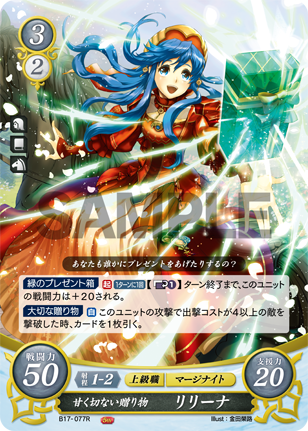 3
2
SAMPLE
あなたも誰かにプレゼントをあげたりするの?
緑のプレゼント箱 起 1ターンに1回 【 1】 ターン終了まで、このユニット
の戦闘力は+20される。
大切な贈り物 自 このユニットの攻撃で出撃コストが4以上の敵を
撃破した時、カードを1枚引く。
戦闘力
50
射程 1-2
上級職
マージナイト
支援力
20
甘く切ない贈り物 リリーナ
B17-077R
Illust:金田榮路